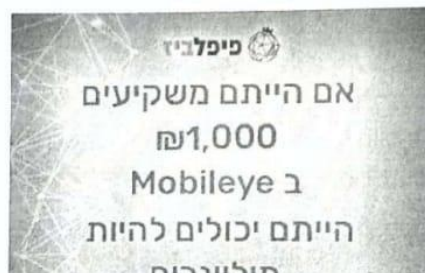 פיפלביז
אם הייתם משקיעים
₪1,000
ב Mobileye
הייתם יכולים להיות